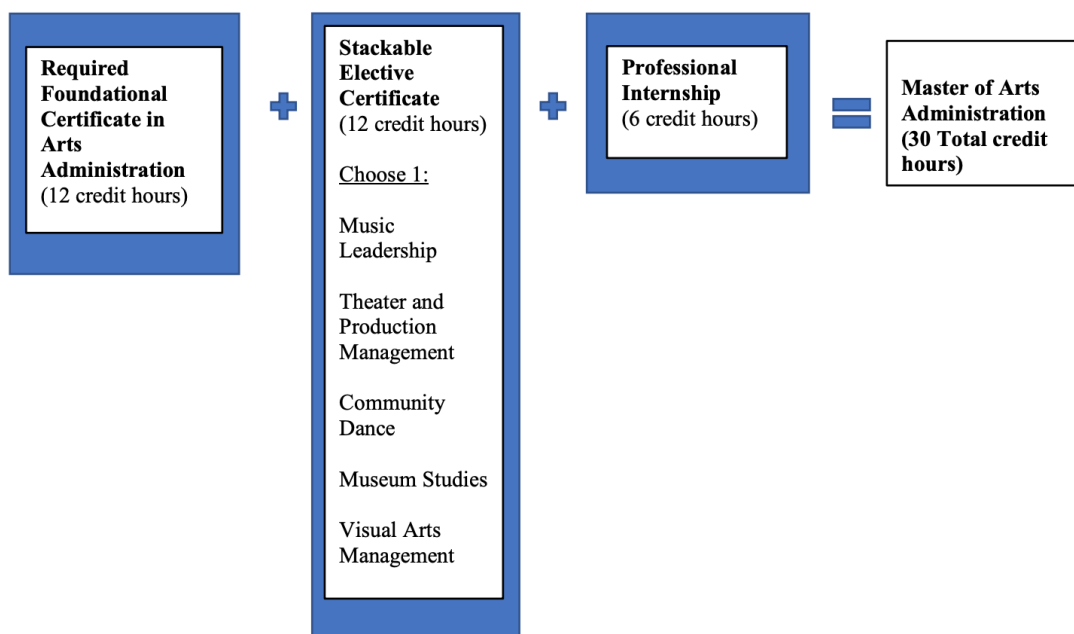 Required
Foundational
Certificate in
Arts
Administration
(12 credit hours)
Stackable
Elective
Certificate
(12 credit hours)
Choose 1:
Music
Leadership
Theater and
Production
Management
Community
Dance
Museum Studies
Visual Arts
Management
Professional
Internship
(6 credit hours)
Master of Arts
Administration
(30 Total credit
hours)